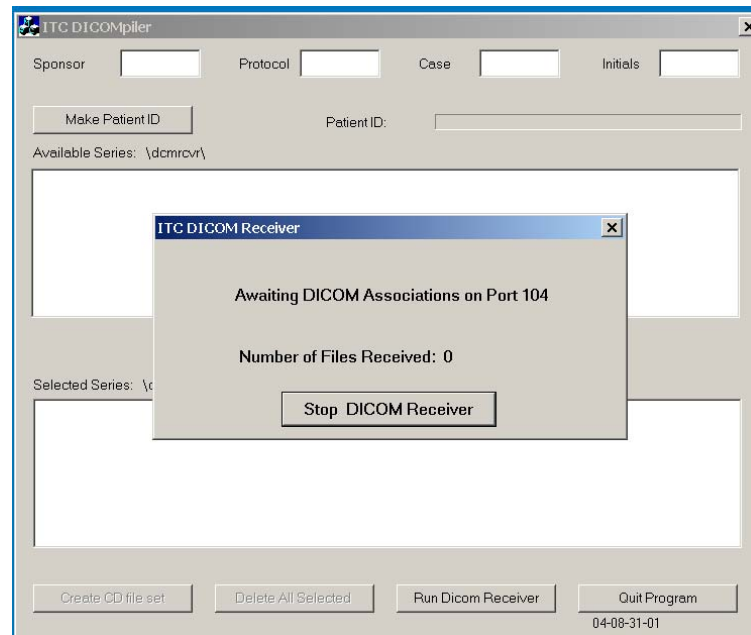 ITC DICOMpiler
Sponsor Protocol Case Initials
Make Patient ID Patient ID:
Available Series: \dcmrcvr\
ITC DICOM Receiver
Awaiting DICOM Associations on Port 104
Number of Files Received: 0
Selected Series:
Stop DICOM Receiver
Create CD file set Delete All Selected Run Dicom Receiver Quit Program
04-08-31-01